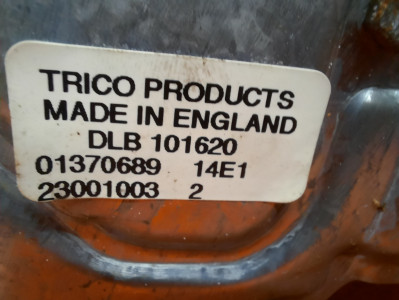 TRICO PRODUCTS
MADE IN ENGLAND
DLB 101620
01370689 14E1
23001003 2